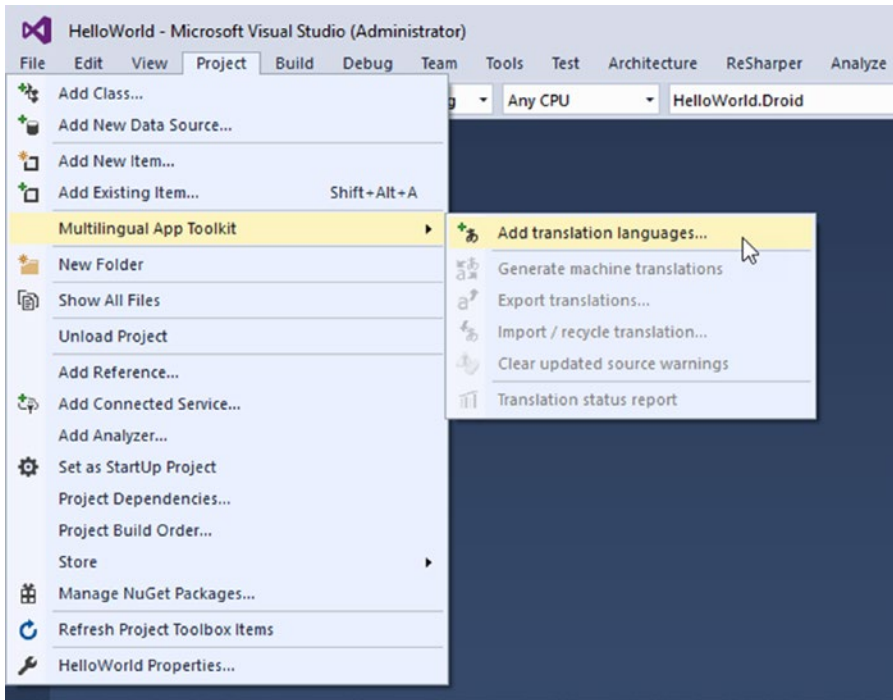 HelloWorld - Microsoft Visual Studio (Administrator)
File Edit View Project Build Debug Team Tools Test Architecture ReSharper Analyze
Any CPU HelloWorld.Droid
Add Class...
Add New Data Source...
Add New Item...
Add Existing Item... Shift+Alt+A
Multilingual App Toolkit
Add translation languages...
Generate machine translations
Export translations...
Import / recycle translation...
Clear updated source warnings
Translation status report
New Folder
Show All Files
Unload Project
Add Reference...
Add Connected Service...
Add Analyzer...
Set as StartUp Project
Project Dependencies...
Project Build Order...
Store
Manage NuGet Packages...
Refresh Project Toolbox Items
HelloWorld Properties...